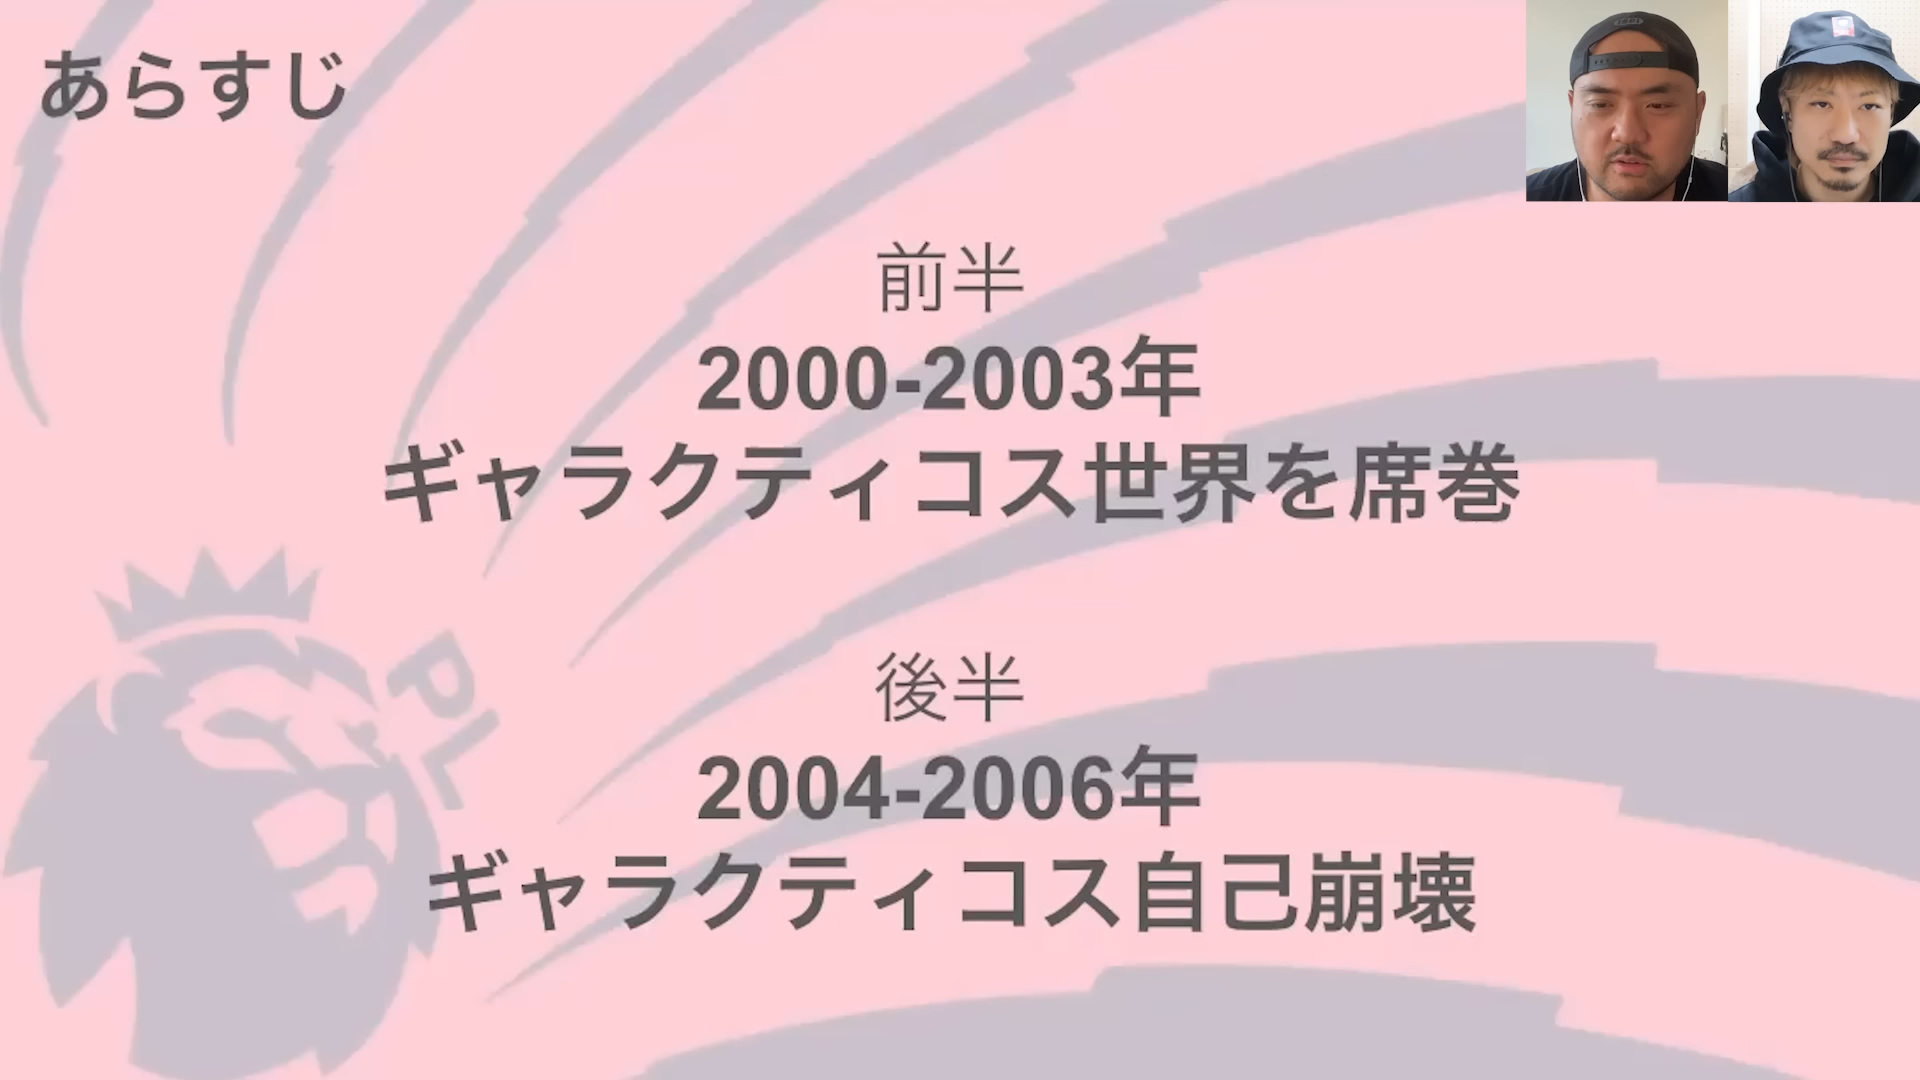 あらすじ
前半
2000-2003年
ギャラクティコス世界を席巻
PL
後半
2004-2006年
ギャラクティコス自己崩壊